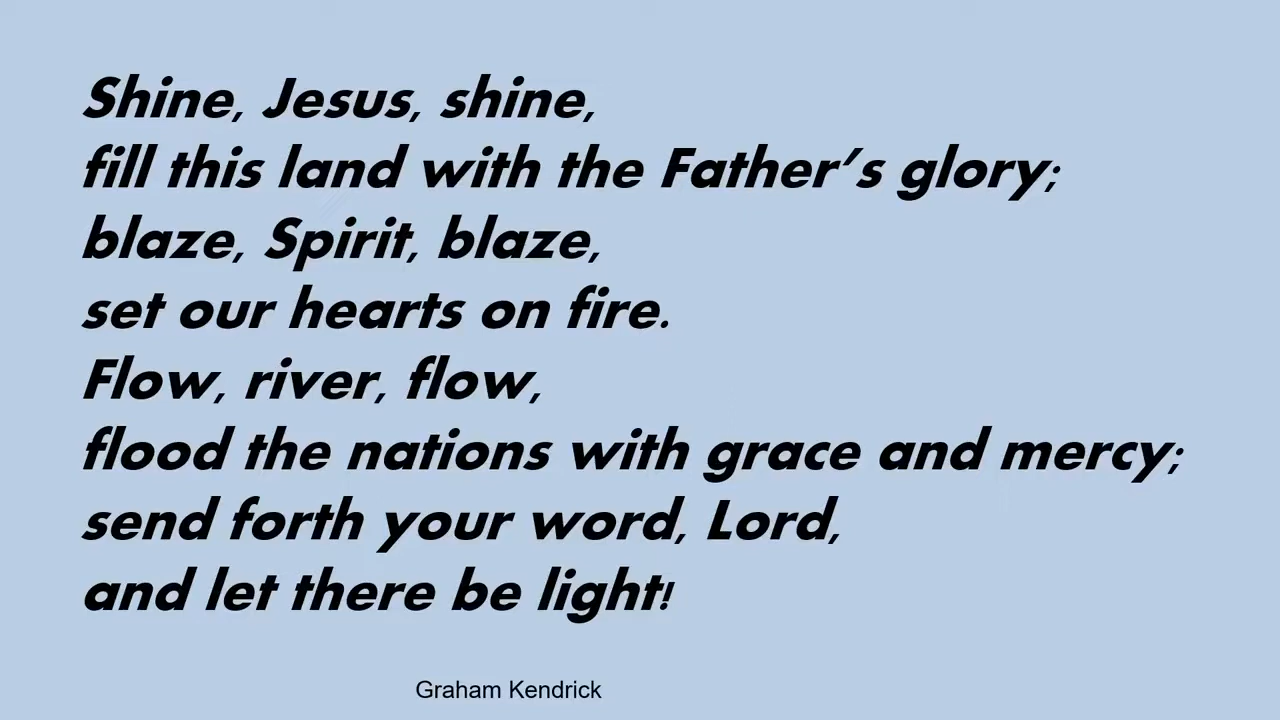 Shine, Jesus, shine,
fill this land with the Father’s glory;
blaze, Spirit, blaze,
set our hearts on fire.
Flow, river, flow,
flood the nations with grace and mercy;
send forth your word, Lord,
and let there be light!
Graham Kendrick